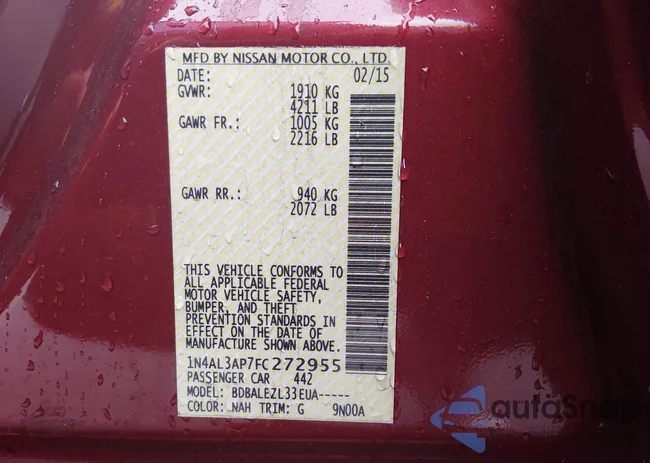 MFD BY NISSAN MOTOR CO., LTD.
DATE: 02/15
GVWR: 1910 KG
4211 LB
GAWR FR.: 1005 KG
2216 LB
GAWR RR.: 940 KG
2072 LB
THIS VEHICLE CONFORMS TO
ALL APPLICABLE FEDERAL
MOTOR VEHICLE SAFETY,
BUMPER, AND THEFT
PREVENTION STANDARDS IN
EFFECT ON THE DATE OF
MANUFACTURE SHOWN ABOVE.
1N4AL3AP7FC272955
PASSENGER CAR 442
MODEL: BDBALEZL33EUA-----
COLOR: NAH TRIM: G 9N00A
autoSnap